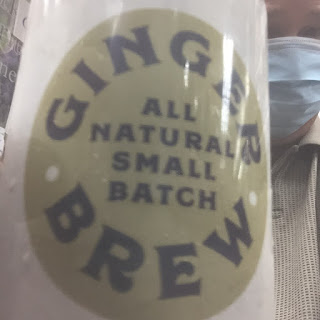 GINGER
ALL
NATURAL
SMALL
BATCH
BREW